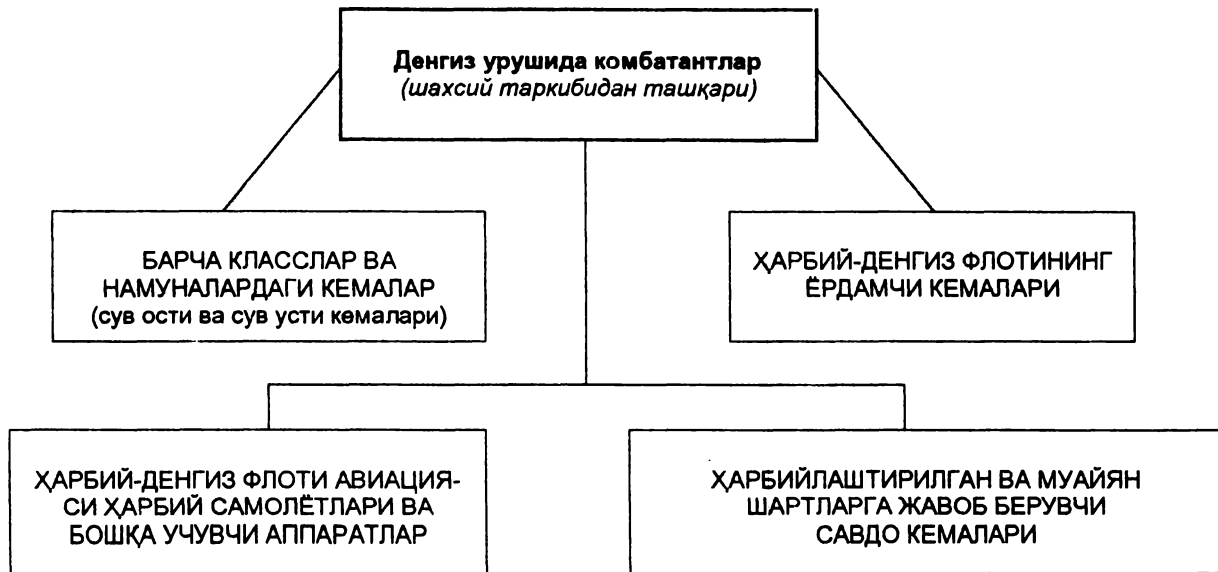 Денгиз урушида комбатантлар
(шахсий таркибидан ташқари)
БАРЧА КЛАССЛАР ВА
НАМУНАЛАРДАГИ КЕМАЛАР
(сув ости ва сув усти кемалари)
ҲАРБИЙ-ДЕНГИЗ ФЛОТИНИНГ
ЁРДАМЧИ КЕМАЛАРИ
ҲАРБИЙ-ДЕНГИЗ ФЛОТИ АВИАЦИЯ-
СИ ҲАРБИЙ САМОЛЁТЛАРИ ВА
БОШҚА УЧУВЧИ АППАРАТЛАР
ҲАРБИЙЛАШТИРИЛГАН ВА МУАЙЯН
ШАРТЛАРГА ЖАВОБ БЕРУВЧИ
САВДО КЕМАЛАРИ